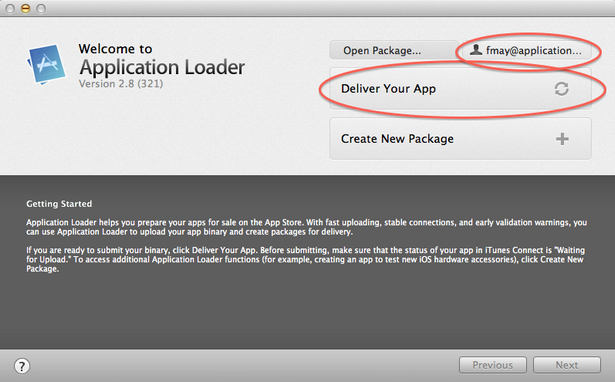 Welcome to
Application Loader
Version 2.8 (321)
Open Package...
fmay@application...
Deliver Your App
Create New Package
Getting Started
Application Loader helps you prepare your apps for sale on the App Store. With fast uploading, stable connections, and early validation warnings, you
can use Application Loader to upload your app binary and create packages for delivery.
If you are ready to submit your binary, click Deliver Your App. Before submitting, make sure that the status of your app in iTunes Connect is "Waiting
for Upload." To access additional Application Loader functions (for example, creating an app to test new iOS hardware accessories), click Create New
Package.
?
Previous
Next